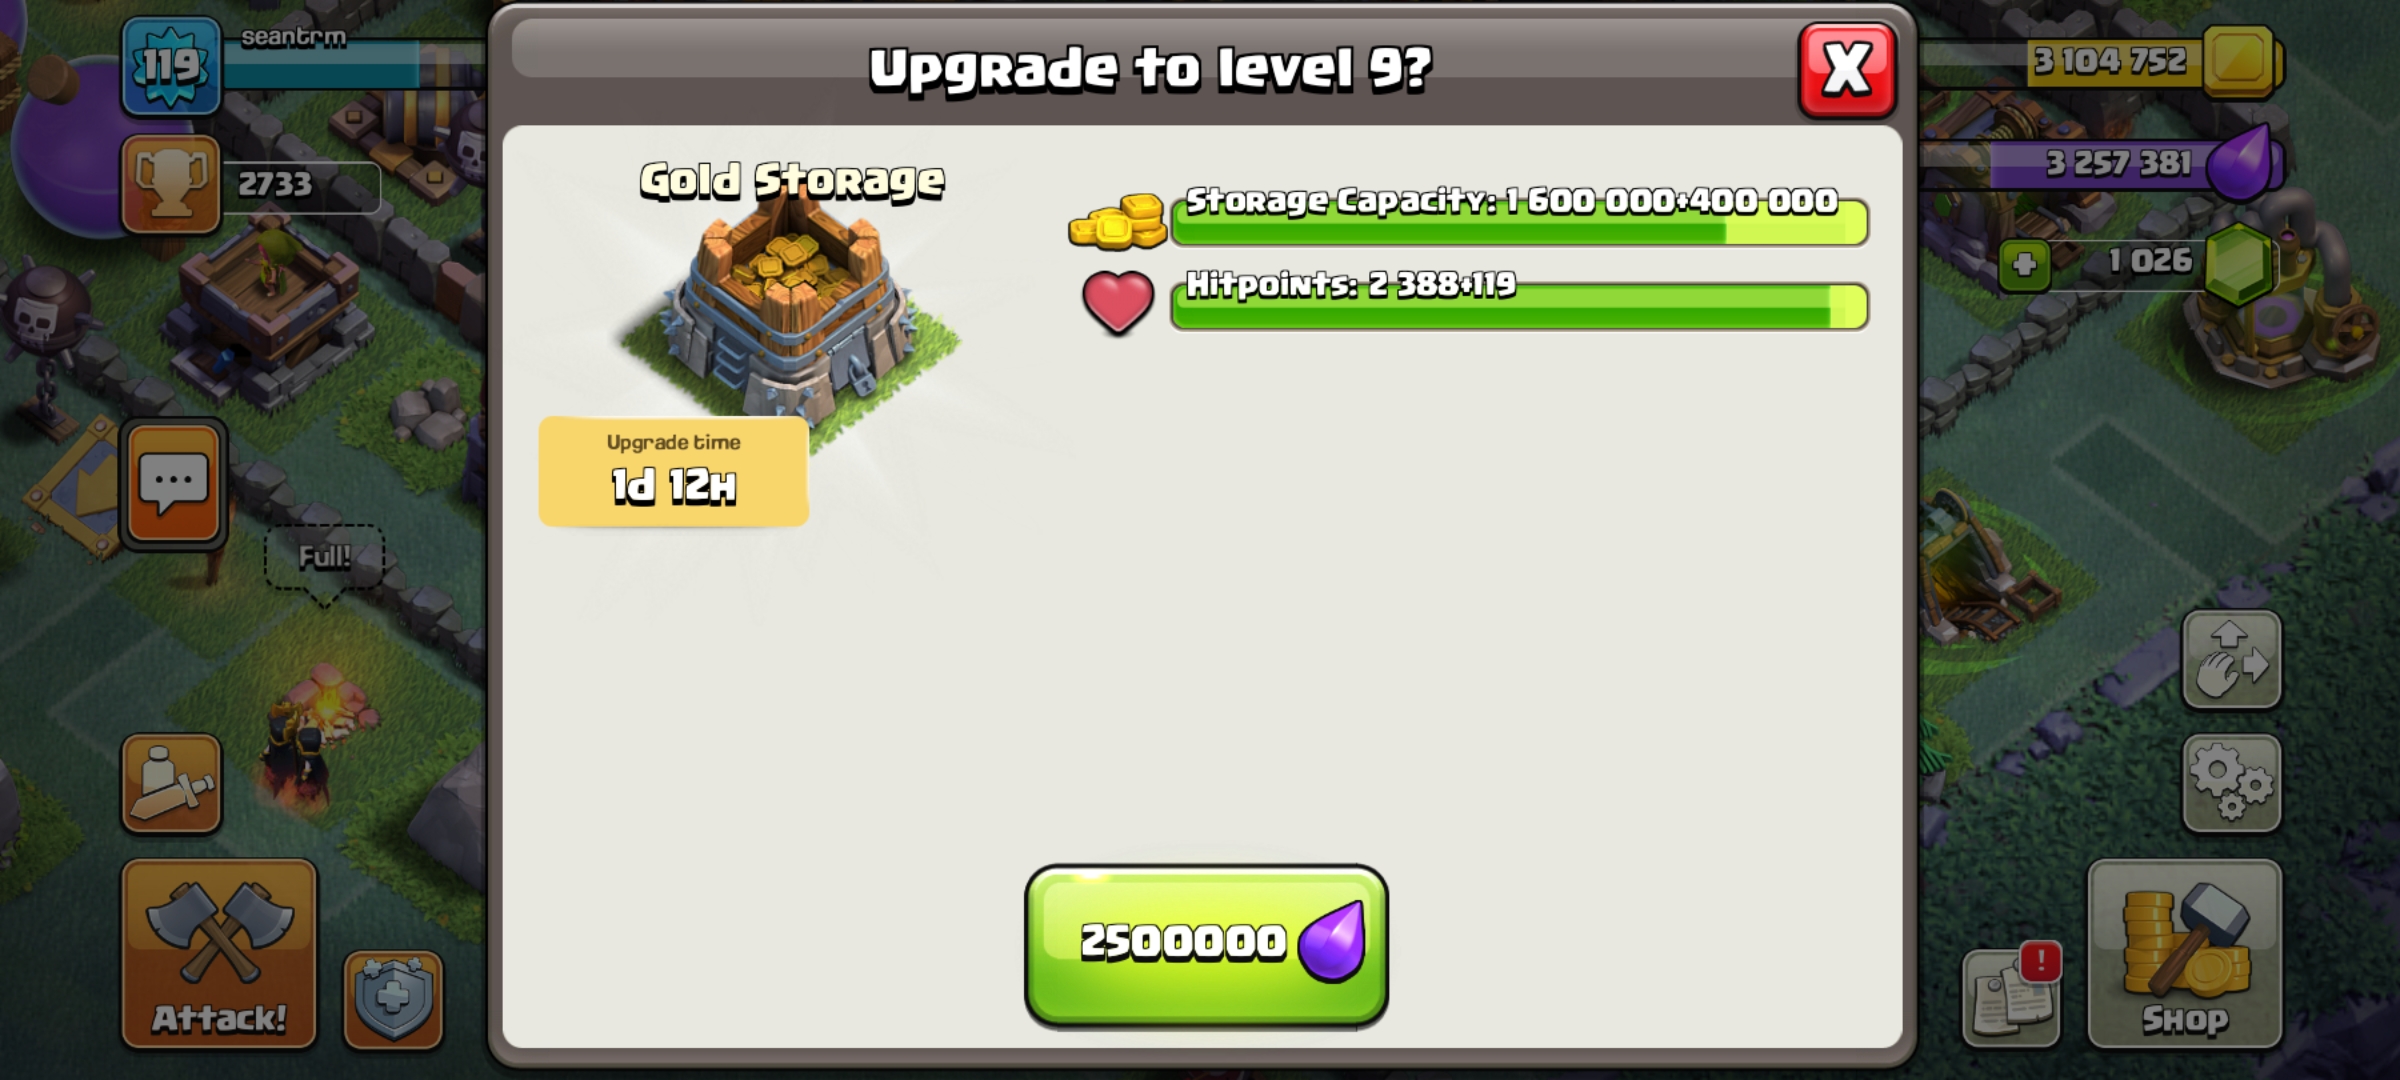 119
seantrm
2733
Upgrade to level 9?
X
3 104 752
3 257 381
1 026
Gold Storage
Storage Capacity: 1 600 000+400 000
Hitpoints: 2 388+119
Upgrade time
1d 12H
Full!
2500000
Attack!
!
Shop